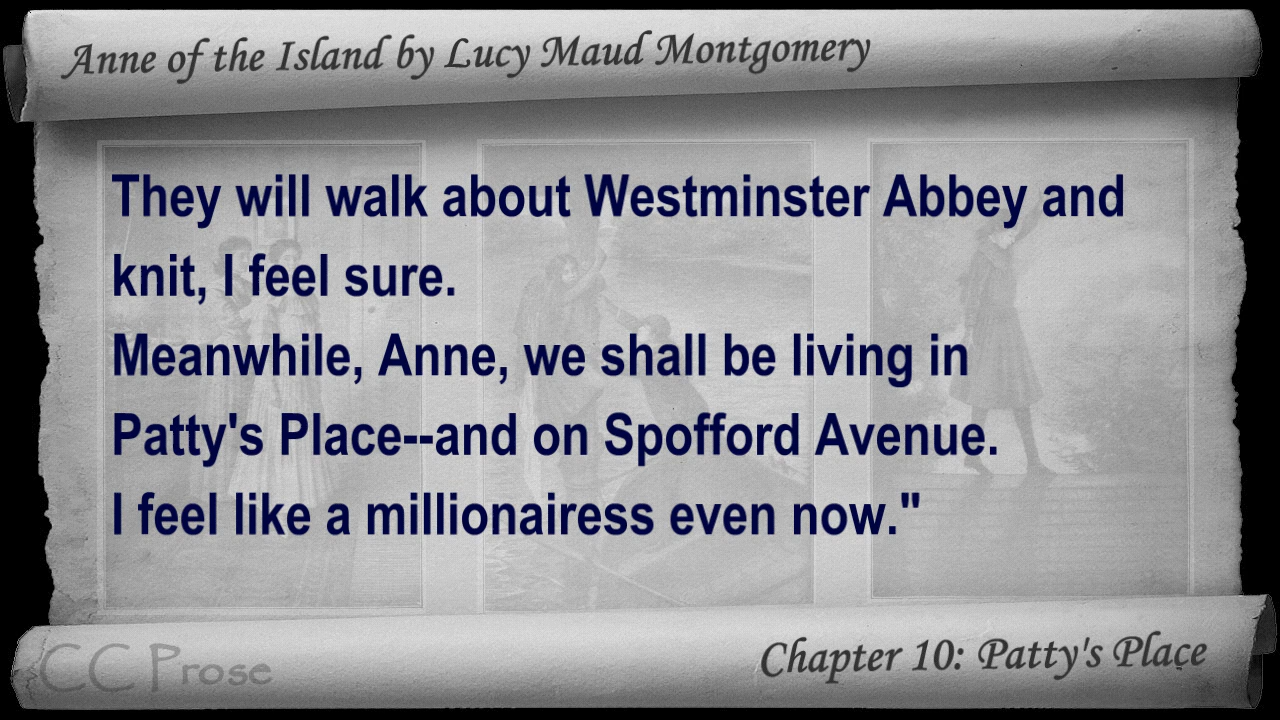 Anne of the Island by Lucy Maud Montgomery
They will walk about Westminster Abbey and
knit, I feel sure.
Meanwhile, Anne, we shall be living in
Patty's Place--and on Spofford Avenue.
I feel like a millionairess even now."
CC Prose
Chapter 10: Patty's Place